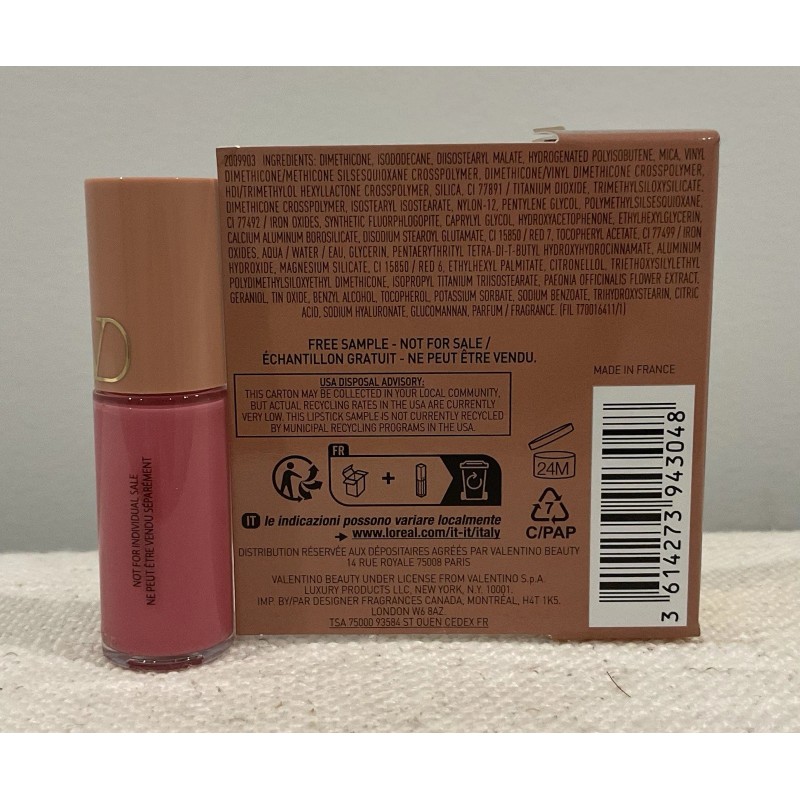 2009903 INGREDIENTS: DIMETHICONE, ISODODECANE, DIISOSTEARYL MALATE, HYDROGENATED POLYISOBUTENE, MICA, VINYL
DIMETHICONE/METHICONE SILSESQUIOXANE CROSSPOLYMER, DIMETHICONE/VINYL DIMETHICONE CROSSPOLYMER,
HDI/TRIMETHYLOL HEXYLLACTONE CROSSPOLYMER, SILICA, CI 77891 / TITANIUM DIOXIDE, TRIMETHYLSILOXYSILICATE,
DIMETHICONE CROSSPOLYMER, ISOSTEARYL ISOSTEARATE, NYLON-12, PENTYLENE GLYCOL, POLYMETHYLSILSESQUIOXANE,
CI 77492 / IRON OXIDES, SYNTHETIC FLUORPHLOGOPITE, CAPRYLYL GLYCOL, HYDROXYACETOPHENONE, ETHYLHEXYLGLYCERIN,
CALCIUM ALUMINUM BOROSILICATE, DISODIUM STEAROYL GLUTAMATE, CI 15850 / RED 7, TOCOPHERYL ACETATE, CI 77499 / IRON
OXIDES, AQUA / WATER / EAU, GLYCERIN, PENTAERYTHRITYL TETRA-DI-T-BUTYL HYDROXYHYDROCINNAMATE, ALUMINUM
HYDROXIDE, MAGNESIUM SILICATE, CI 15850 / RED 6, ETHYLHEXYL PALMITATE, CITRONELLOL, TRIETHOXYSILYLETHYL
POLYDIMETHYLSILOXYETHYL DIMETHICONE, ISOPROPYL TITANIUM TRIISOSTEARATE, PAEONIA OFFICINALIS FLOWER EXTRACT,
GERANIOL, TIN OXIDE, BENZYL ALCOHOL, TOCOPHEROL, POTASSIUM SORBATE, SODIUM BENZOATE, TRIHYDROXYSTEARIN, CITRIC
ACID, SODIUM HYALURONATE, GLUCOMANNAN, PARFUM / FRAGRANCE. (FIL T70016411/1)
FREE SAMPLE - NOT FOR SALE /
ÉCHANTILLON GRATUIT - NE PEUT ÊTRE VENDU.
USA DISPOSAL ADVISORY:
THIS CARTON MAY BE COLLECTED IN YOUR LOCAL COMMUNITY,
BUT ACTUAL RECYCLING RATES IN THE USA ARE CURRENTLY
VERY LOW. THIS LIPSTICK SAMPLE IS NOT CURRENTLY RECYCLED
BY MUNICIPAL RECYCLING PROGRAMS IN THE USA.
FR
+
IT le indicazioni possono variare localmente
www.loreal.com/it-it/italy
DISTRIBUTION RÉSERVÉE AUX DÉPOSITAIRES AGRÉÉS PAR VALENTINO BEAUTY
14 RUE ROYALE 75008 PARIS
VALENTINO BEAUTY UNDER LICENSE FROM VALENTINO S.p.A.
LUXURY PRODUCTS LLC, NEW YORK, N.Y. 10001.
IMP. BY/PAR DESIGNER FRAGRANCES CANADA, MONTRÉAL, H4T 1K5.
LONDON W6 8AZ.
TSA 75000 93584 ST OUEN CEDEX FR
MADE IN FRANCE
24M
7
C/PAP
3 614273 943048
NOT FOR INDIVIDUAL SALE
NE PEUT ÊTRE VENDU SÉPARÉMENT